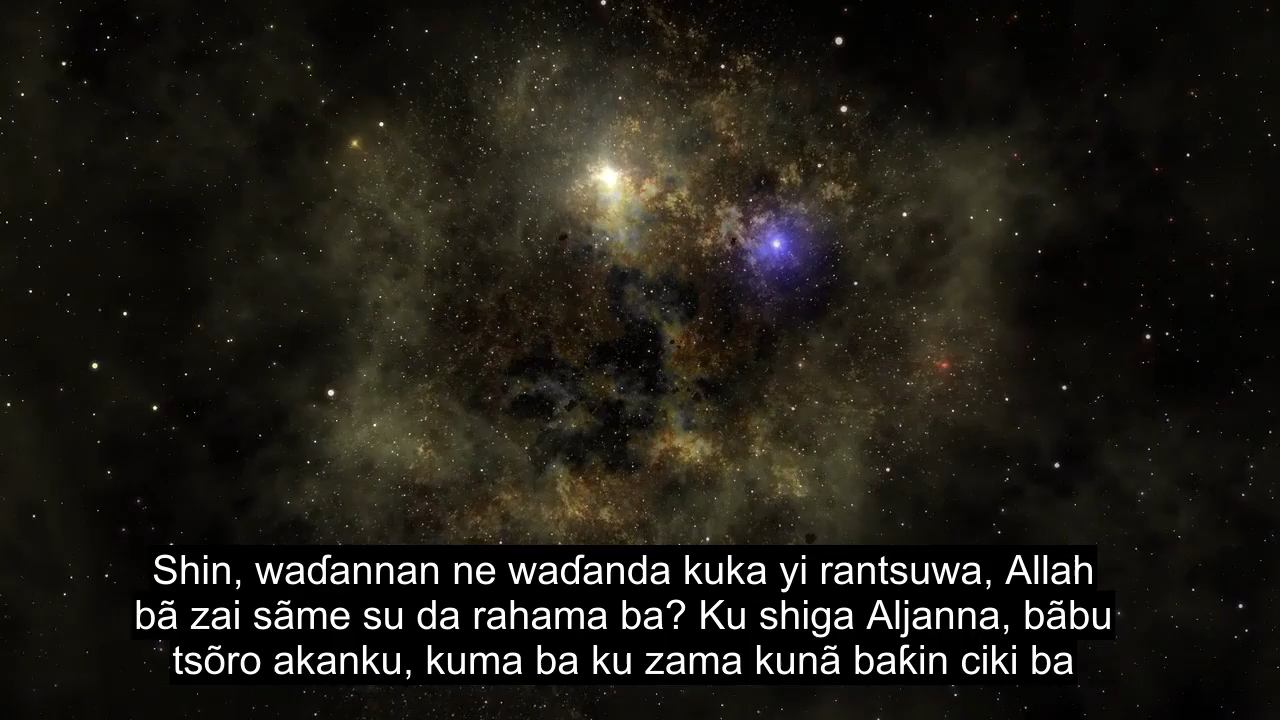 Shin, waɗannan ne waɗanda kuka yi rantsuwa, Allah
bã zai sãme su da rahama ba? Ku shiga Aljanna, bãbu
tsõro akanku, kuma ba ku zama kunã baƙin ciki ba